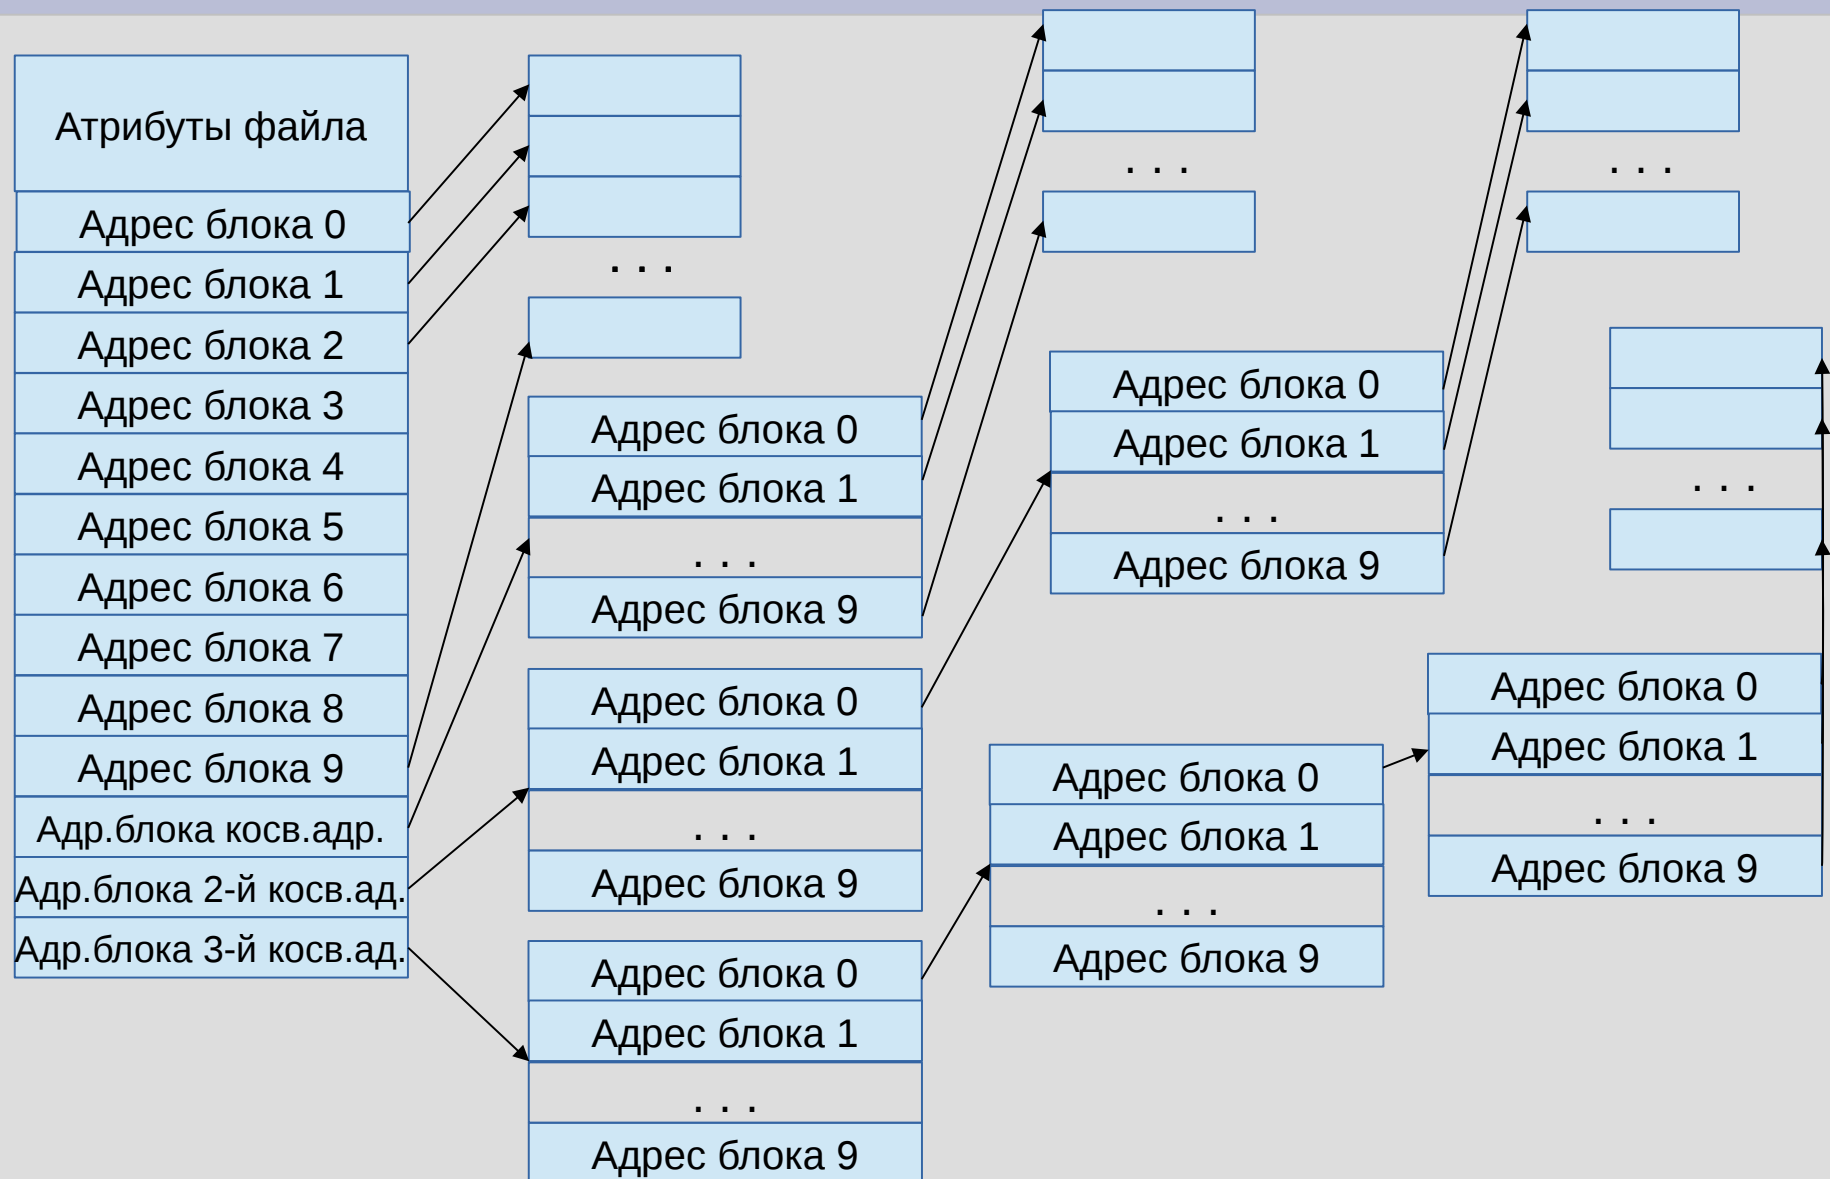 Атрибуты файла
Адрес блока 0
Адрес блока 1
Адрес блока 2
Адрес блока 3
Адрес блока 4
Адрес блока 5
Адрес блока 6
Адрес блока 7
Адрес блока 8
Адрес блока 9
Адр.блока косв.адр.
Адр.блока 2-й косв.ад.
Адр.блока 3-й косв.ад.
. . .
Адрес блока 0
Адрес блока 1
. . .
Адрес блока 9
Адрес блока 0
Адрес блока 1
. . .
Адрес блока 9
Адрес блока 0
Адрес блока 1
. . .
Адрес блока 9
. . .
Адрес блока 0
Адрес блока 1
. . .
Адрес блока 9
Адрес блока 0
Адрес блока 1
. . .
Адрес блока 9
. . .
. . .
Адрес блока 0
Адрес блока 1
. . .
Адрес блока 9